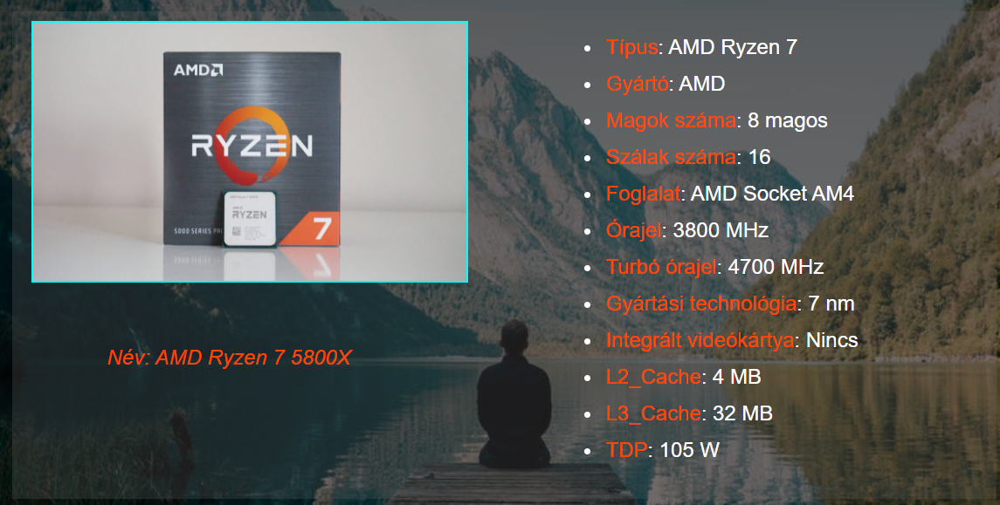 AMD
RYZEN
RYZEN
5000 SERIES
7
Név: AMD Ryzen 7 5800X
Típus: AMD Ryzen 7
Gyártó: AMD
Magok száma: 8 magos
Szálak száma: 16
Foglalat: AMD Socket AM4
Órajel: 3800 MHz
Turbó órajel: 4700 MHz
Gyártási technológia: 7 nm
Integrált videókártya: Nincs
L2_Cache: 4 MB
L3_Cache: 32 MB
TDP: 105 W